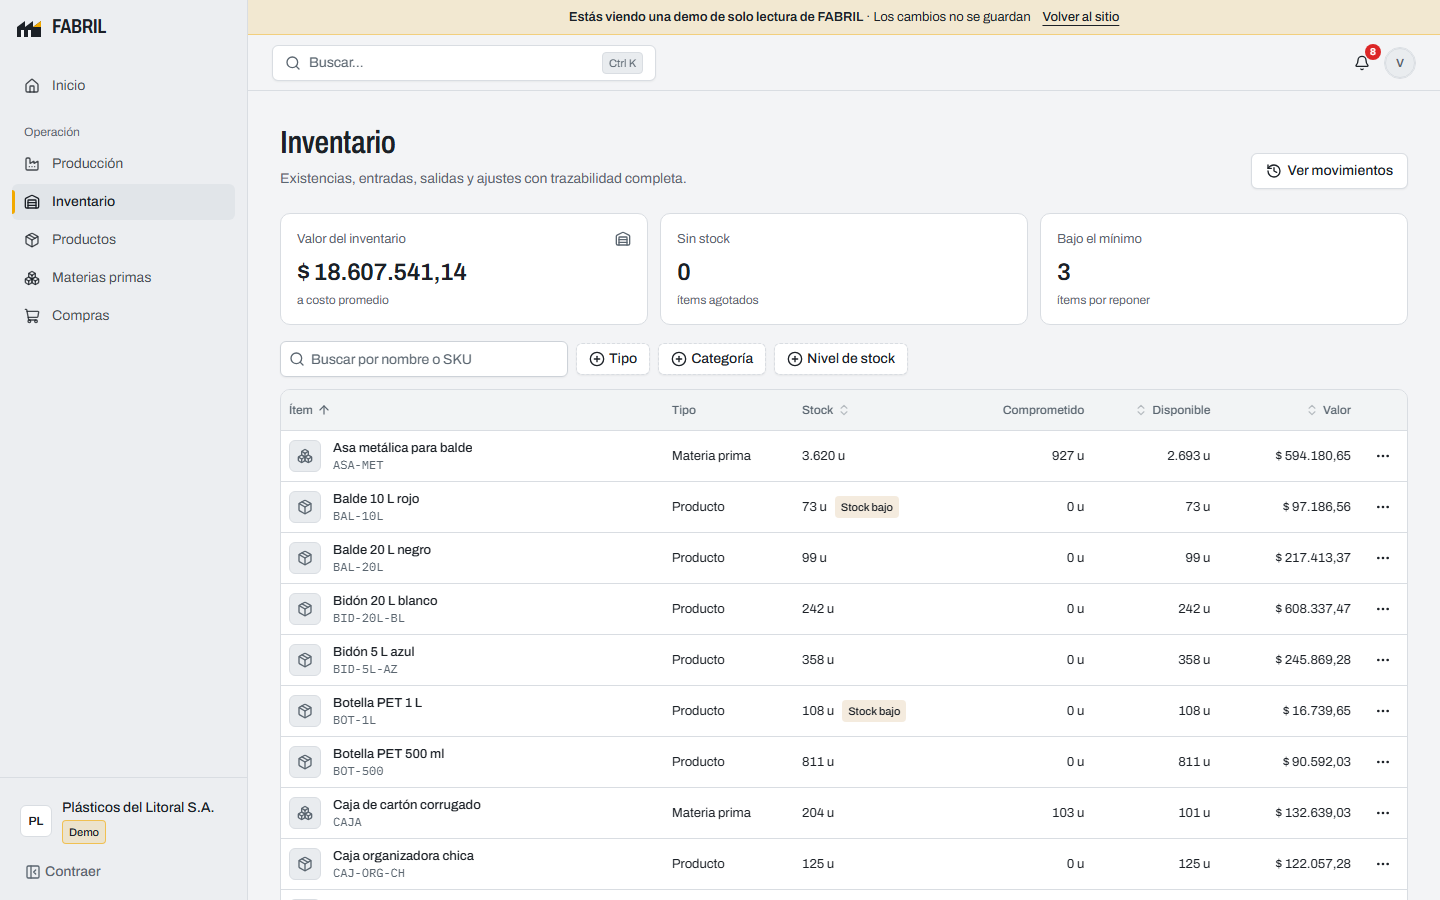 FABRIL
Estás viendo una demo de solo lectura de FABRIL · Los cambios no se guardan Volver al sitio
Buscar... Ctrl K
8
V
Inicio
Operación
Producción
Inventario
Productos
Materias primas
Compras
Inventario
Existencias, entradas, salidas y ajustes con trazabilidad completa.
Ver movimientos
Valor del inventario
$ 18.607.541,14
a costo promedio
Sin stock
0
ítems agotados
Bajo el mínimo
3
ítems por reponer
Buscar por nombre o SKU Tipo Categoría Nivel de stock
Ítem Tipo Stock Comprometido Disponible Valor
Asa metálica para balde
ASA-MET
Materia prima 3.620 u 927 u 2.693 u $ 594.180,65
Balde 10 L rojo
BAL-10L
Producto 73 u Stock bajo 0 u 73 u $ 97.186,56
Balde 20 L negro
BAL-20L
Producto 99 u 0 u 99 u $ 217.413,37
Bidón 20 L blanco
BID-20L-BL
Producto 242 u 0 u 242 u $ 608.337,47
Bidón 5 L azul
BID-5L-AZ
Producto 358 u 0 u 358 u $ 245.869,28
Botella PET 1 L
BOT-1L
Producto 108 u Stock bajo 0 u 108 u $ 16.739,65
Botella PET 500 ml
BOT-500
Producto 811 u 0 u 811 u $ 90.592,03
Caja de cartón corrugado
CAJA
Materia prima 204 u 103 u 101 u $ 132.639,03
Caja organizadora chica
CAJ-ORG-CH
Producto 125 u 0 u 125 u $ 122.057,28
PL
Plásticos del Litoral S.A.
Demo
Contraer